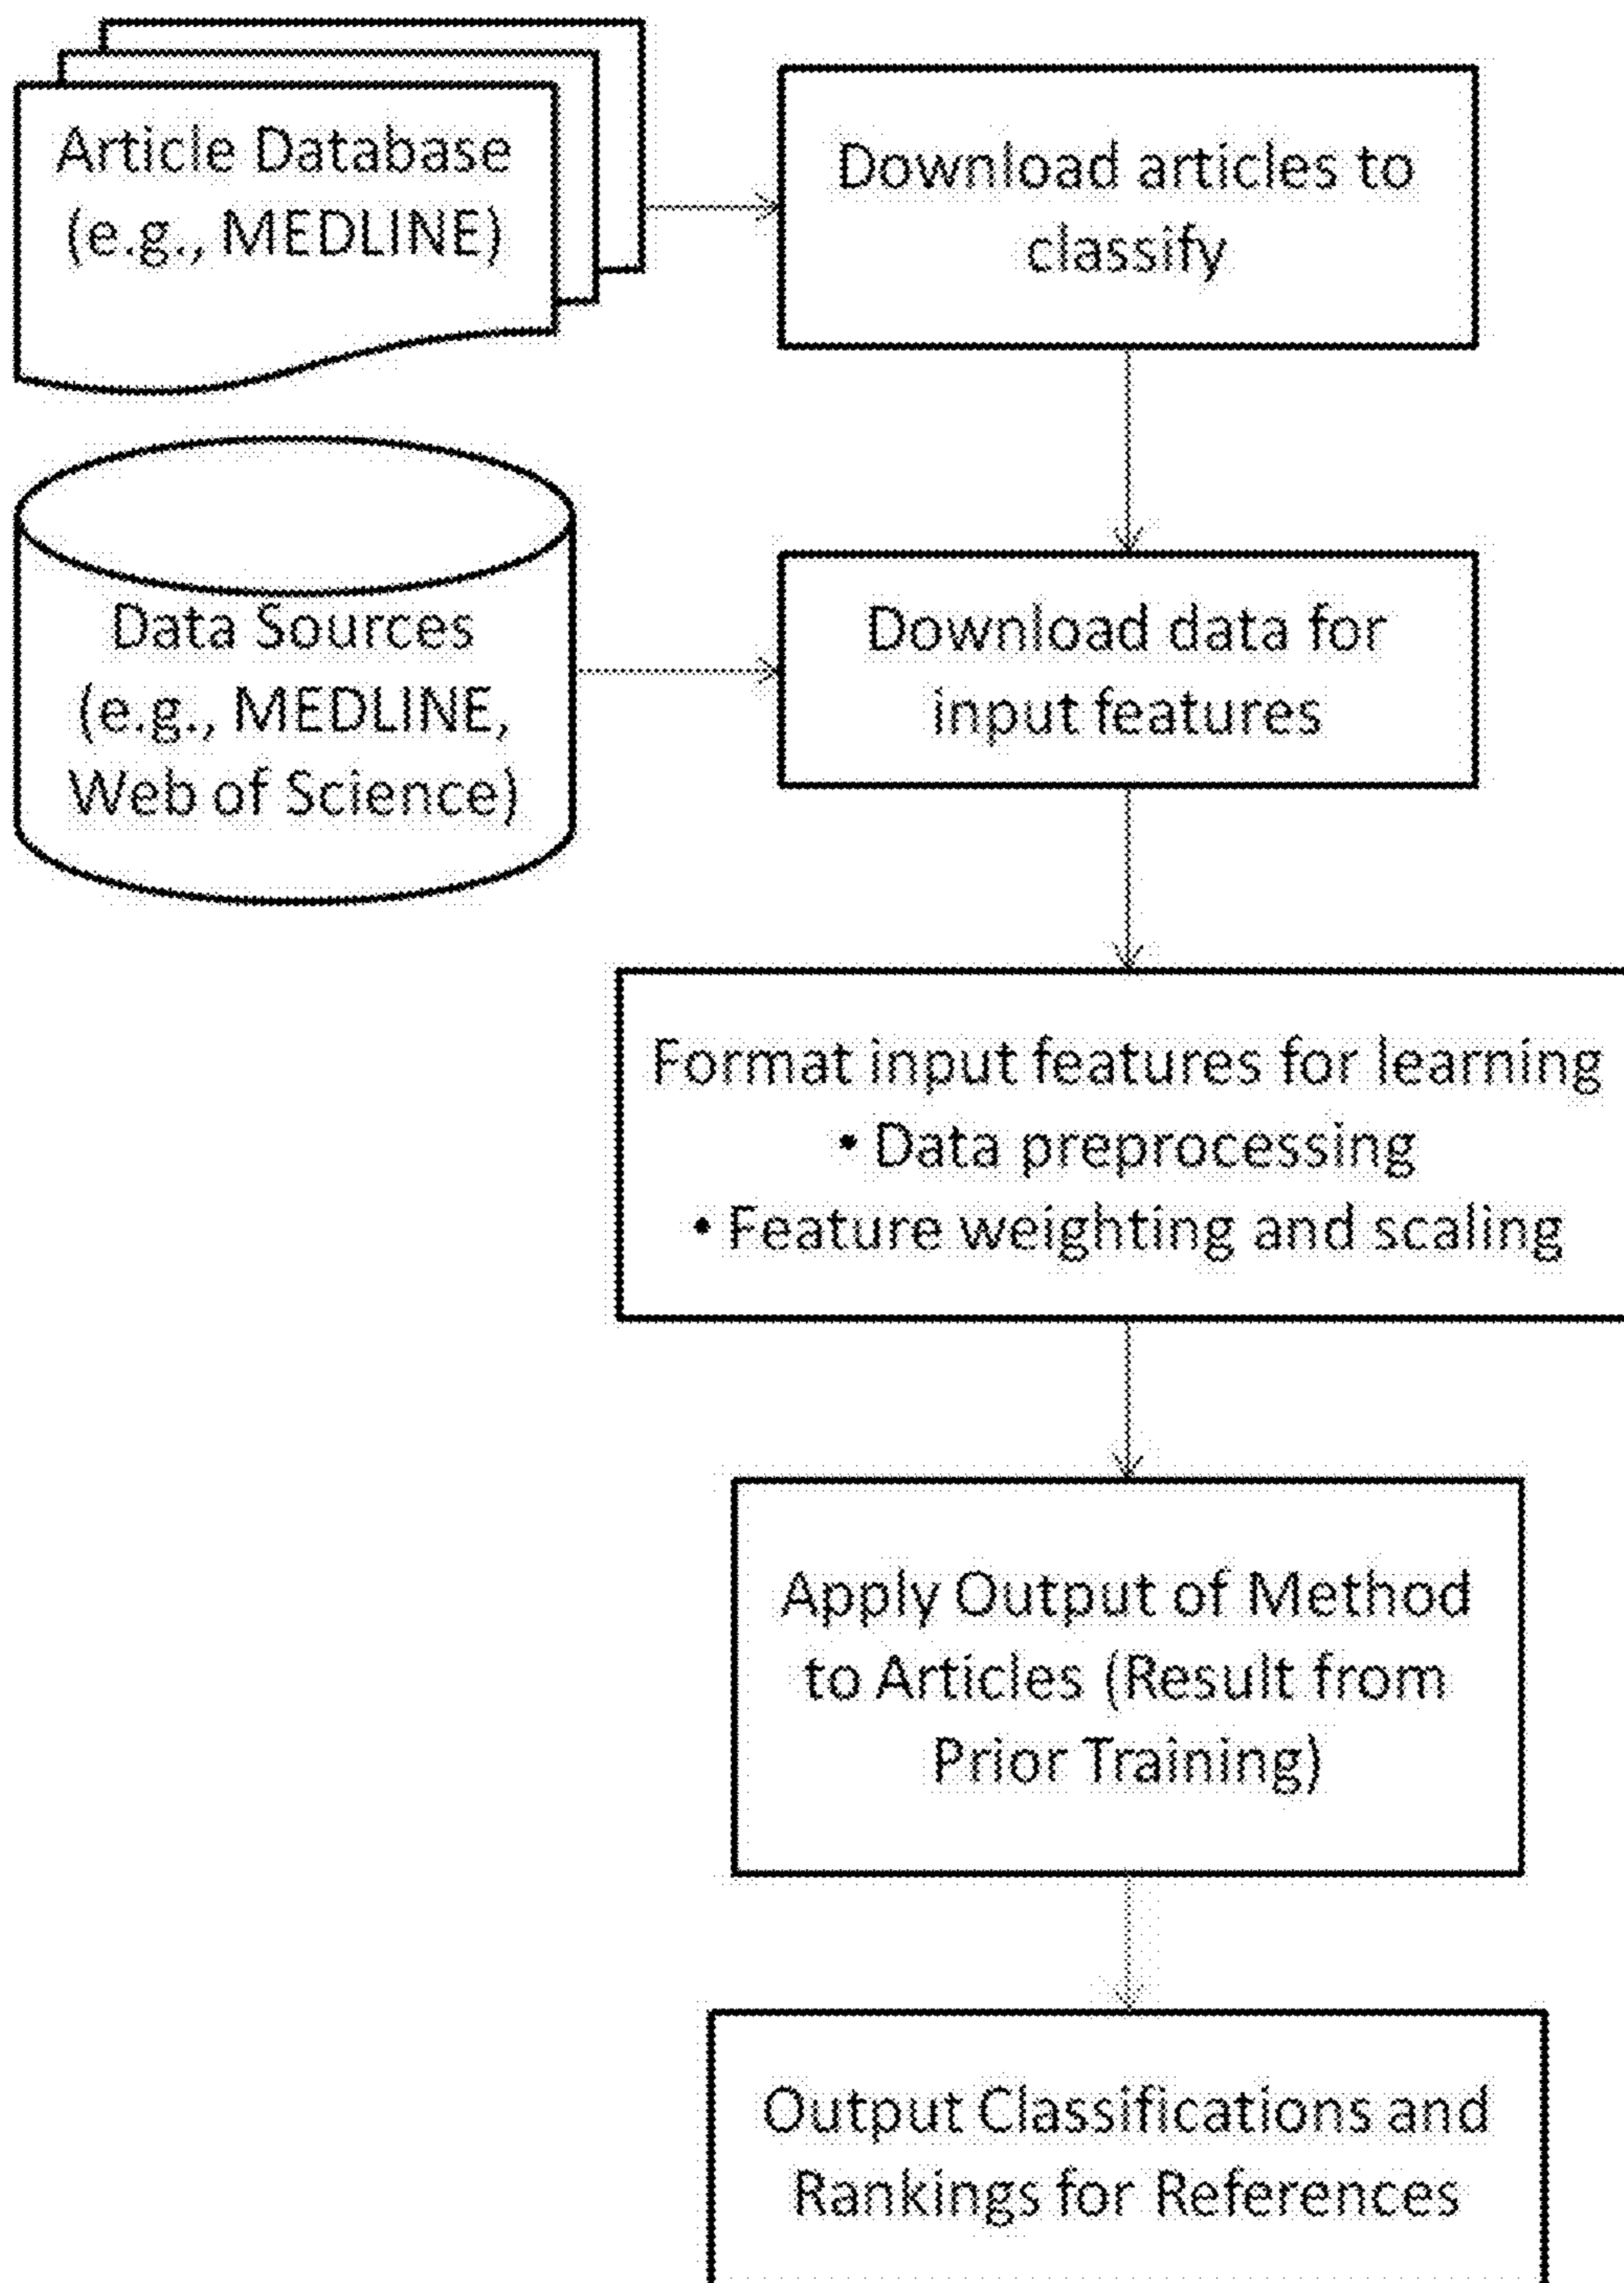 Article Database
(e.g., MEDLINE)
Download articles to
classify
Data Sources
(e.g., MEDLINE,
Web of Science)
Download data for
input features
Format input features for learning
• Data preprocessing
• Feature weighting and scaling
Apply Output of Method
to Articles (Result from
Prior Training)
Output Classifications and
Rankings for References